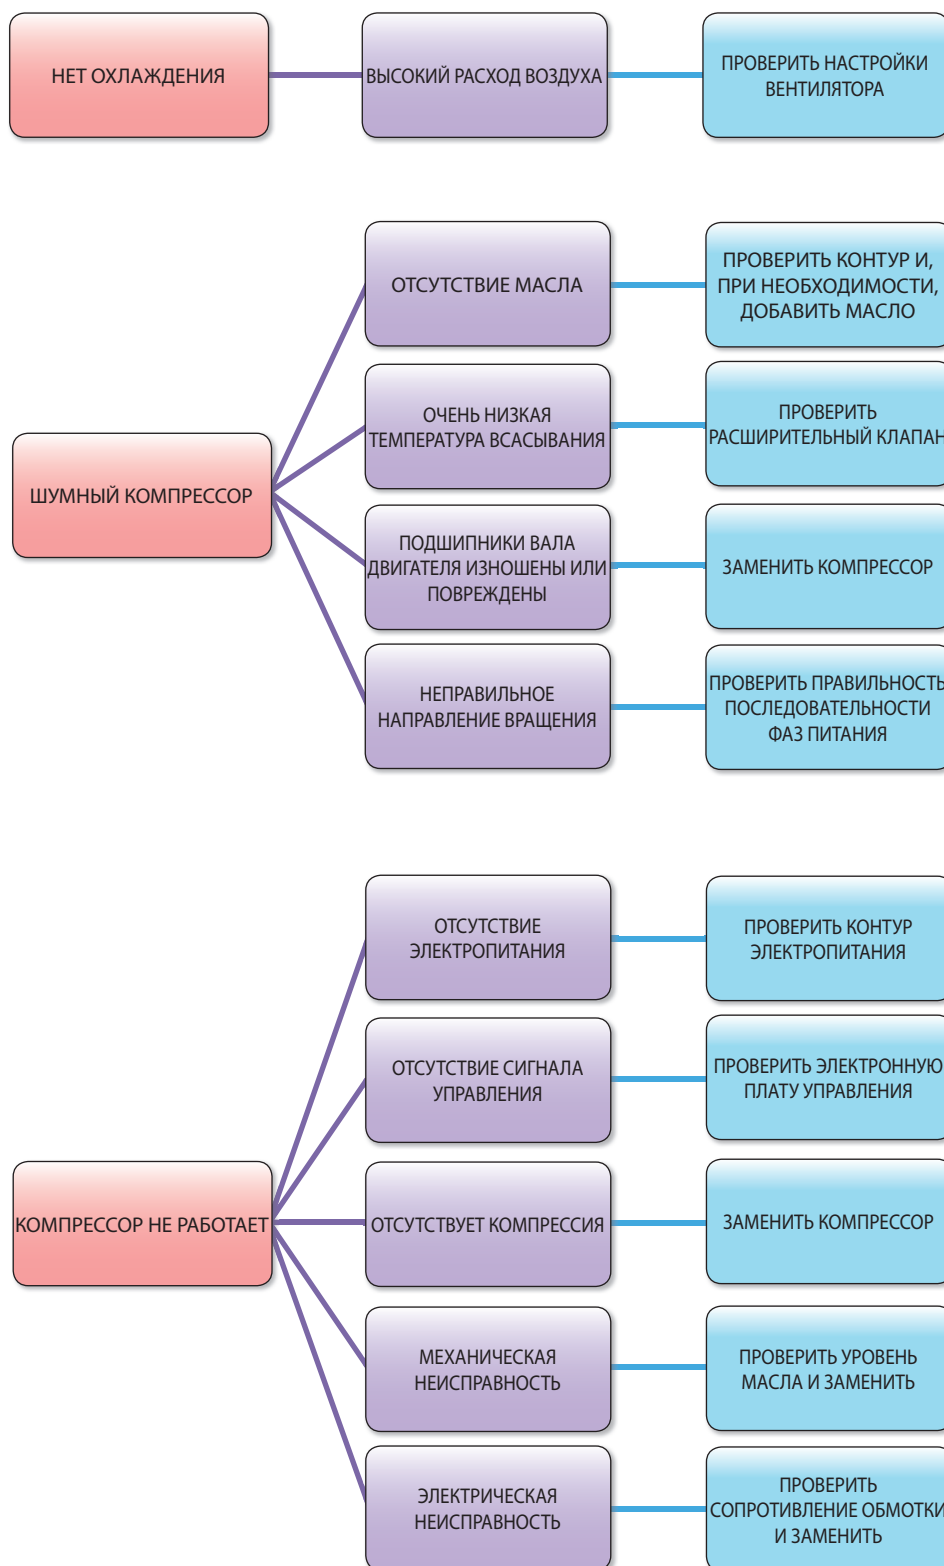 НЕТ ОХЛАЖДЕНИЯ
ВЫСОКИЙ РАСХОД ВОЗДУХА
ПРОВЕРИТЬ НАСТРОЙКИ
ВЕНТИЛЯТОРА
ШУМНЫЙ КОМПРЕССОР
ОТСУТСТВИЕ МАСЛА
ПРОВЕРИТЬ КОНТУР И,
ПРИ НЕОБХОДИМОСТИ,
ДОБАВИТЬ МАСЛО
ОЧЕНЬ НИЗКАЯ
ТЕМПЕРАТУРА ВСАСЫВАНИЯ
ПРОВЕРИТЬ
РАСШИРИТЕЛЬНЫЙ КЛАПАН
ПОДШИПНИКИ ВАЛА
ДВИГАТЕЛЯ ИЗНОШЕНЫ ИЛИ
ПОВРЕЖДЕНЫ
ЗАМЕНИТЬ КОМПРЕССОР
НЕПРАВИЛЬНОЕ
НАПРАВЛЕНИЕ ВРАЩЕНИЯ
ПРОВЕРИТЬ ПРАВИЛЬНОСТЬ
ПОСЛЕДОВАТЕЛЬНОСТИ
ФАЗ ПИТАНИЯ
КОМПРЕССОР НЕ РАБОТАЕТ
ОТСУТСТВИЕ
ЭЛЕКТРОПИТАНИЯ
ПРОВЕРИТЬ КОНТУР
ЭЛЕКТРОПИТАНИЯ
ОТСУТСТВИЕ СИГНАЛА
УПРАВЛЕНИЯ
ПРОВЕРИТЬ ЭЛЕКТРОННУЮ
ПЛАТУ УПРАВЛЕНИЯ
ОТСУТСТВУЕТ КОМПРЕССИЯ
ЗАМЕНИТЬ КОМПРЕССОР
МЕХАНИЧЕСКАЯ
НЕИСПРАВНОСТЬ
ПРОВЕРИТЬ УРОВЕНЬ
МАСЛА И ЗАМЕНИТЬ
ЭЛЕКТРИЧЕСКАЯ
НЕИСПРАВНОСТЬ
ПРОВЕРИТЬ
СОПРОТИВЛЕНИЕ ОБМОТКИ
И ЗАМЕНИТЬ